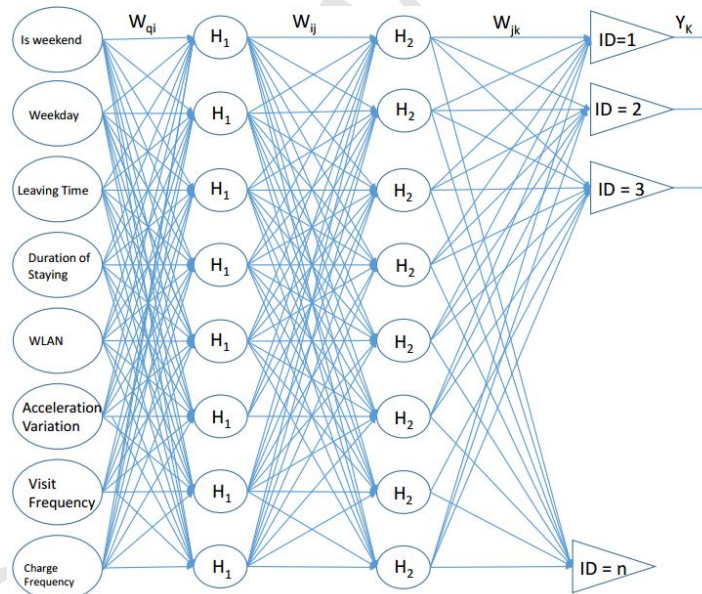 W_qi W_ij W_jk Y_K
Is weekend H_1 H_2 ID=1
Weekday H_1 H_2 ID = 2
Leaving Time H_1 H_2 ID = 3
Duration of
Staying H_1 H_2
WLAN H_1 H_2
Acceleration
Variation H_1 H_2
Visit
Frequency H_1 H_2
Charge
Frequency H_1 H_2 ID = n